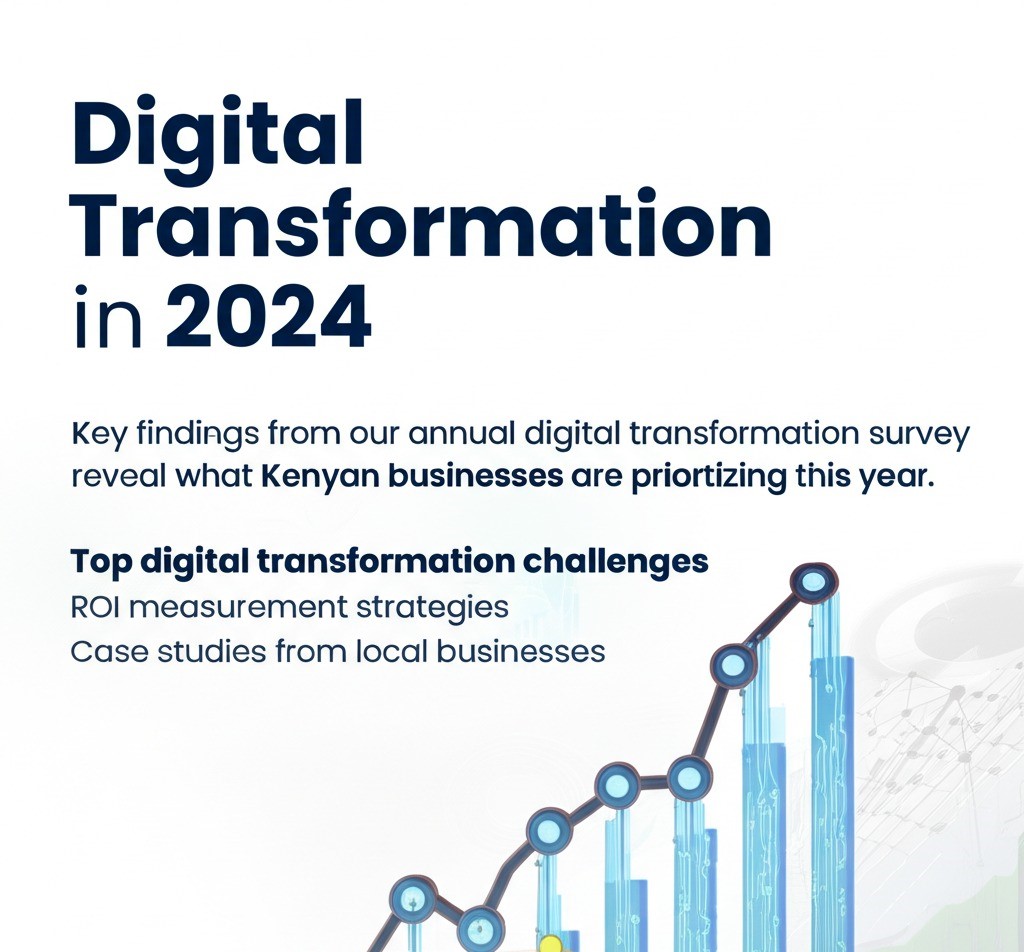 Digital
Transformation
in 2024
Key findings from our annual digital transformation survey
reveal what Kenyan businesses are priortizing this year.
Top digital transformation challenges
ROI measurement strategies
Case studies from local businesses